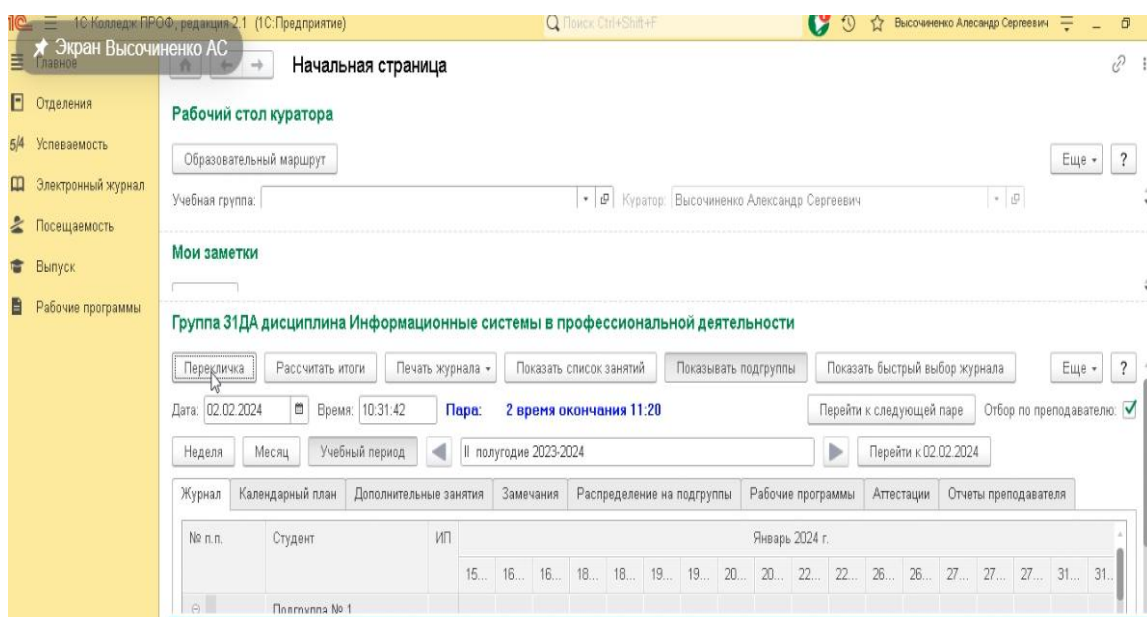 1С:Колледж ПРОФ, редакция 2.1 (1С:Предприятие) Поиск Ctrl+Shift+F Высочиненко Алесандр Сергеевич
Экран Высочиненко АС
Главное
Начальная страница
Отделения
Рабочий стол куратора
5/4 Успеваемость
Образовательный маршрут Еще ?
Электронный журнал
Учебная группа: Куратор: Высочиненко Александр Сергеевич
Посещаемость
Мои заметки
Выпуск
Рабочие программы
Группа 31ДА дисциплина Информационные системы в профессиональной деятельности
Перекличка Рассчитать итоги Печать журнала Показать список занятий Показывать подгруппы Показать быстрый выбор журнала Еще ?
Дата: 02.02.2024 Время: 10:31:42 Пара: 2 время окончания 11:20 Перейти к следующей паре Отбор по преподавателю:
Неделя Месяц Учебный период II полугодие 2023-2024 Перейти к 02.02.2024
Журнал Календарный план Дополнительные занятия Замечания Распределение на подгруппы Рабочие программы Аттестации Отчеты преподавателя
№ п.п. Студент ИП Январь 2024 г.
15... 16... 16... 18... 18... 19... 19... 20... 20... 22... 22... 26... 26... 27... 27... 27... 31... 31...
Подгруппа № 1